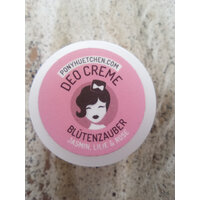 PONYHUETCHEN.COM
DEO CREME
BLÜTENZAUBER
JASMIN, LILIE & ROSE